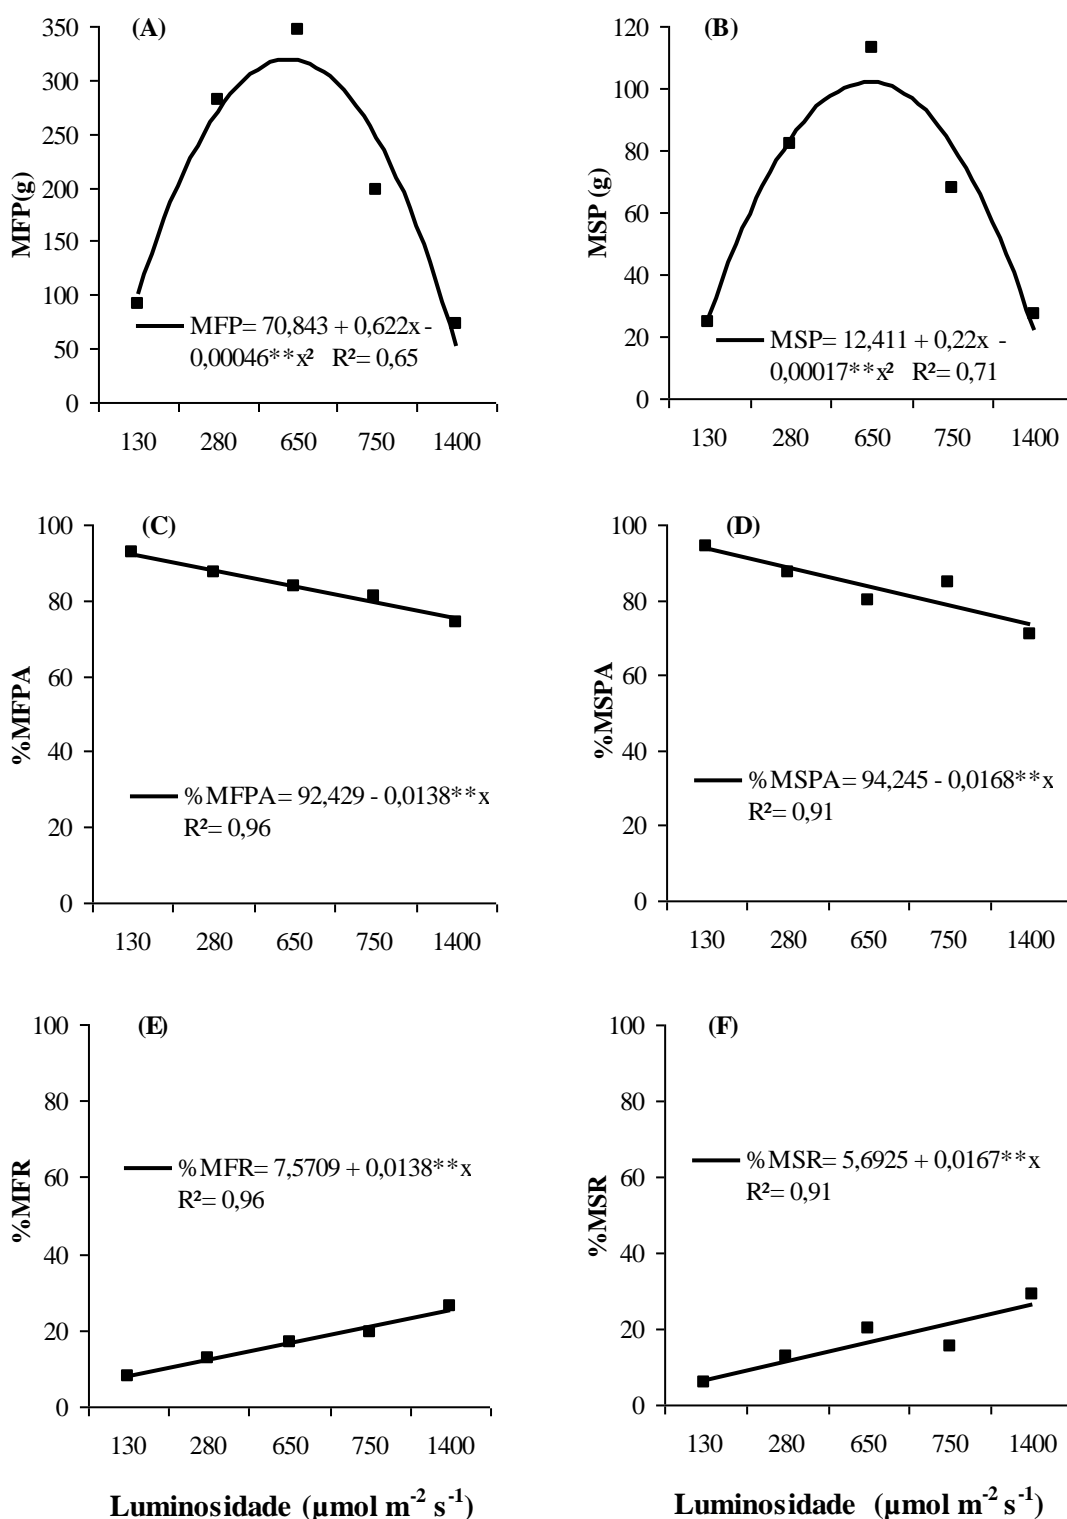 (A)
350
300
250
200
150
100
50
0
MFP(g)
MFP= 70,843 + 0,622x -
0,00046**x² R²= 0,65
130 280 650 750 1400
(B)
120
100
80
60
40
20
0
MSP (g)
MSP= 12,411 + 0,22x -
0,00017**x² R²= 0,71
130 280 650 750 1400
(C)
100
80
60
40
20
0
%MFPA
%MFPA= 92,429 - 0,0138**x
R²= 0,96
130 280 650 750 1400
(D)
100
80
60
40
20
0
%MSPA
%MSPA= 94,245 - 0,0168**x
R²= 0,91
130 280 650 750 1400
(E)
100
80
60
40
20
0
%MFR
%MFR= 7,5709 + 0,0138**x
R²= 0,96
130 280 650 750 1400
Luminosidade (µmol m-2 s-1)
(F)
100
80
60
40
20
0
%MSR
%MSR= 5,6925 + 0,0167**x
R²= 0,91
130 280 650 750 1400
Luminosidade (µmol m-2 s-1)